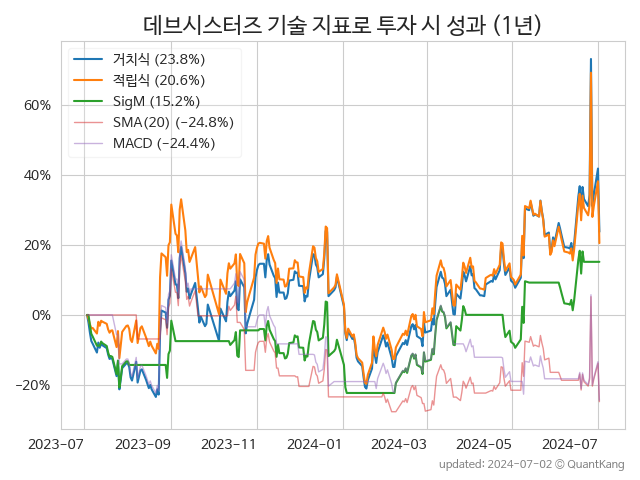 데브시스터즈 기술 지표로 투자 시 성과 (1년)
거치식 (23.8%)
적립식 (20.6%)
SigM (15.2%)
SMA(20) (−24.8%)
MACD (−24.4%)
60%
40%
20%
0%
−20%
2023-07 2023-09 2023-11 2024-01 2024-03 2024-05 2024-07
updated: 2024-07-02 © QuantKang